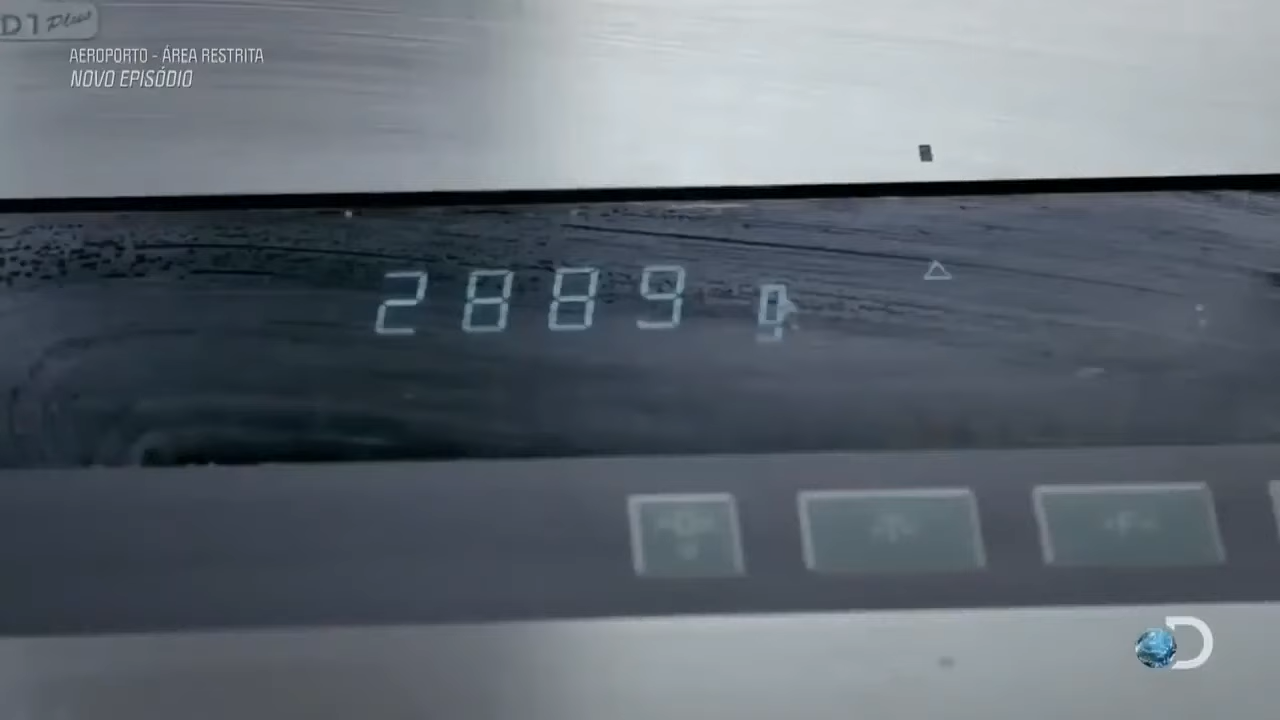 D1 Plus
AEROPORTO - ÁREA RESTRITA
NOVO EPISÓDIO
2889 g
D